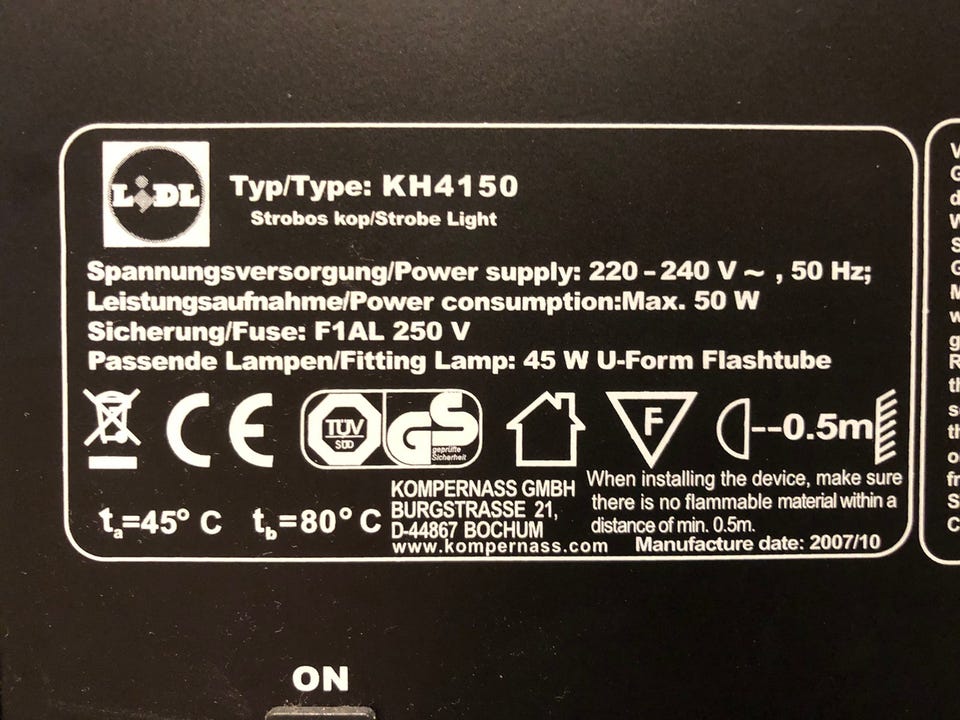 LIDL
Typ/Type: KH4150
Strobos kop/Strobe Light
Spannungsversorgung/Power supply: 220 - 240 V ~ , 50 Hz;
Leistungsaufnahme/Power consumption:Max. 50 W
Sicherung/Fuse: F1AL 250 V
Passende Lampen/Fitting Lamp: 45 W U-Form Flashtube
CE
TÜV
SÜD
GS
geprüfte
Sicherheit
F
--0.5m
ta=45° C tb=80° C
KOMPERNASS GMBH
BURGSTRASSE 21,
D-44867 BOCHUM
www.kompernass.com
When installing the device, make sure
there is no flammable material within a
distance of min. 0.5m.
Manufacture date: 2007/10
ON